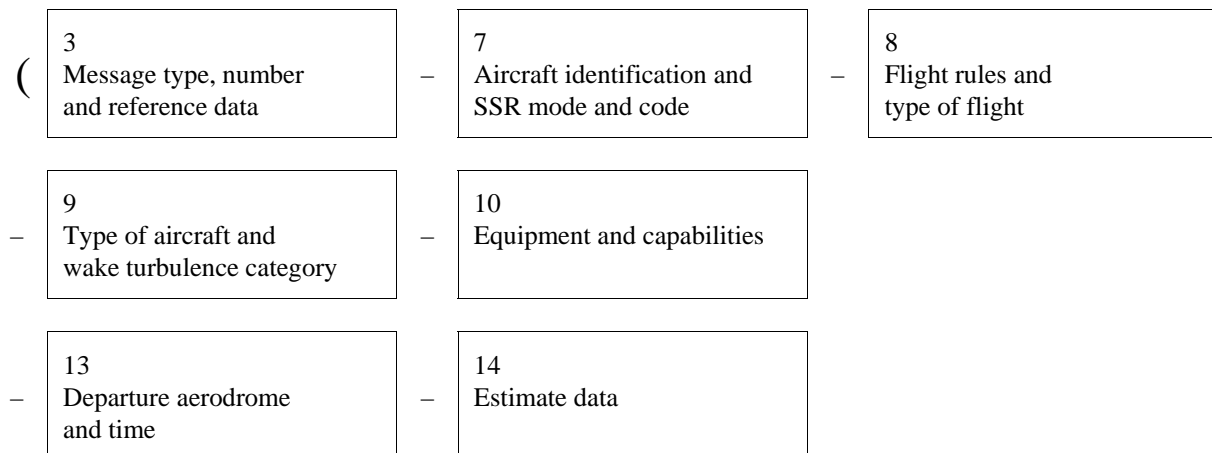 ( 3 – 7 – 8
Message type, number Aircraft identification and Flight rules and
and reference data SSR mode and code type of flight
– 9 – 10
Type of aircraft and Equipment and capabilities
wake turbulence category
– 13 – 14
Departure aerodrome Estimate data
and time